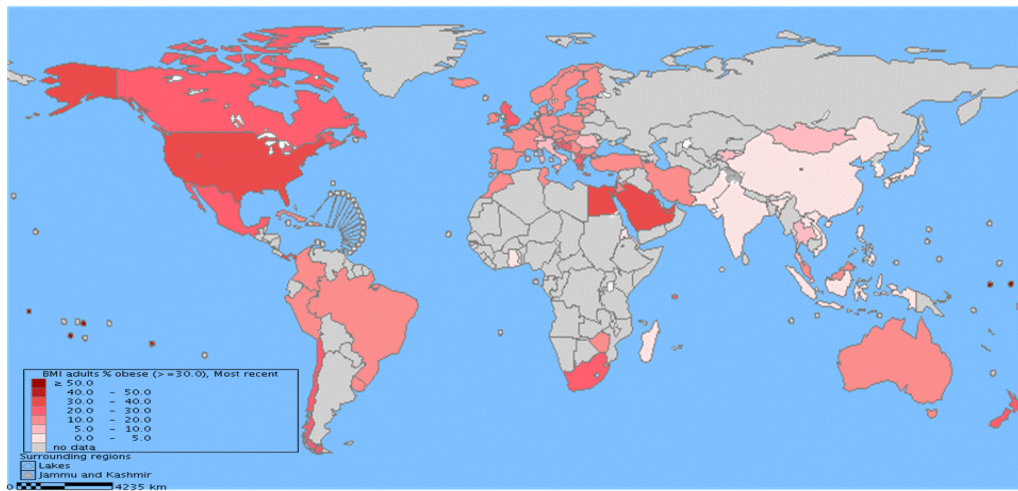 BMI adults % obese (>=30.0), Most recent
≥ 50.0
40.0 - 50.0
30.0 - 40.0
20.0 - 30.0
10.0 - 20.0
5.0 - 10.0
0.0 - 5.0
no data
Surrounding regions
Lakes
Jammu and Kashmir
0 4235 km